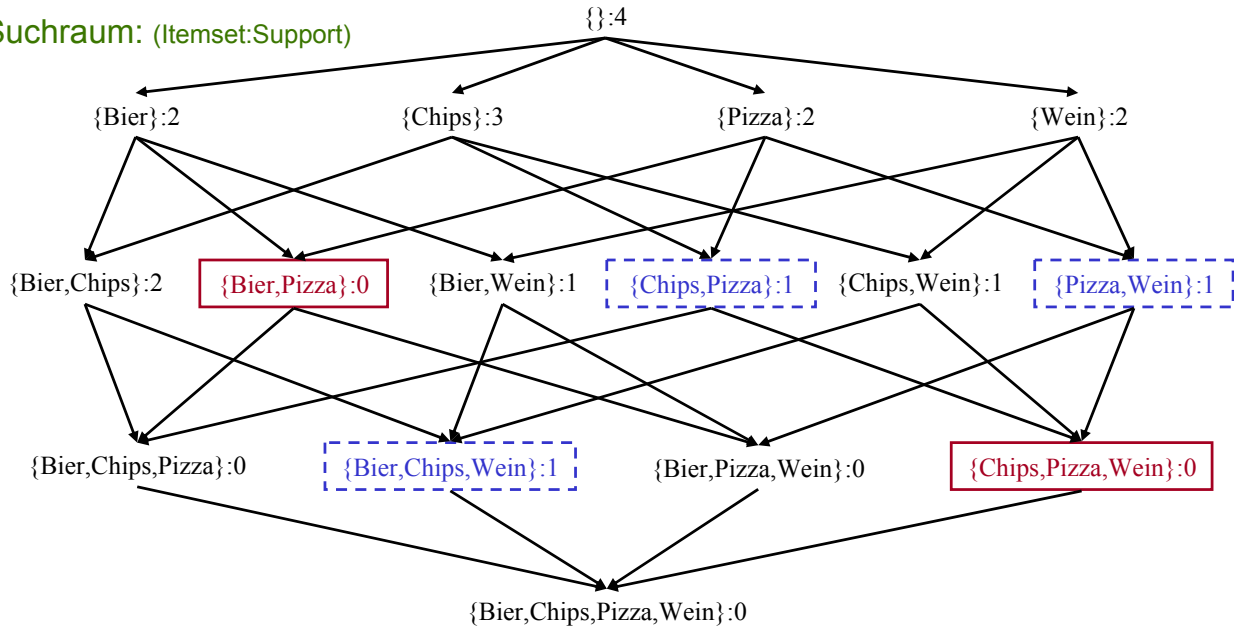 {}:4
Suchraum: (Itemset:Support)
{Bier}:2 {Chips}:3 {Pizza}:2 {Wein}:2
{Bier,Chips}:2 {Bier,Pizza}:0 {Bier,Wein}:1 {Chips,Pizza}:1 {Chips,Wein}:1 {Pizza,Wein}:1
{Bier,Chips,Pizza}:0 {Bier,Chips,Wein}:1 {Bier,Pizza,Wein}:0 {Chips,Pizza,Wein}:0
{Bier,Chips,Pizza,Wein}:0